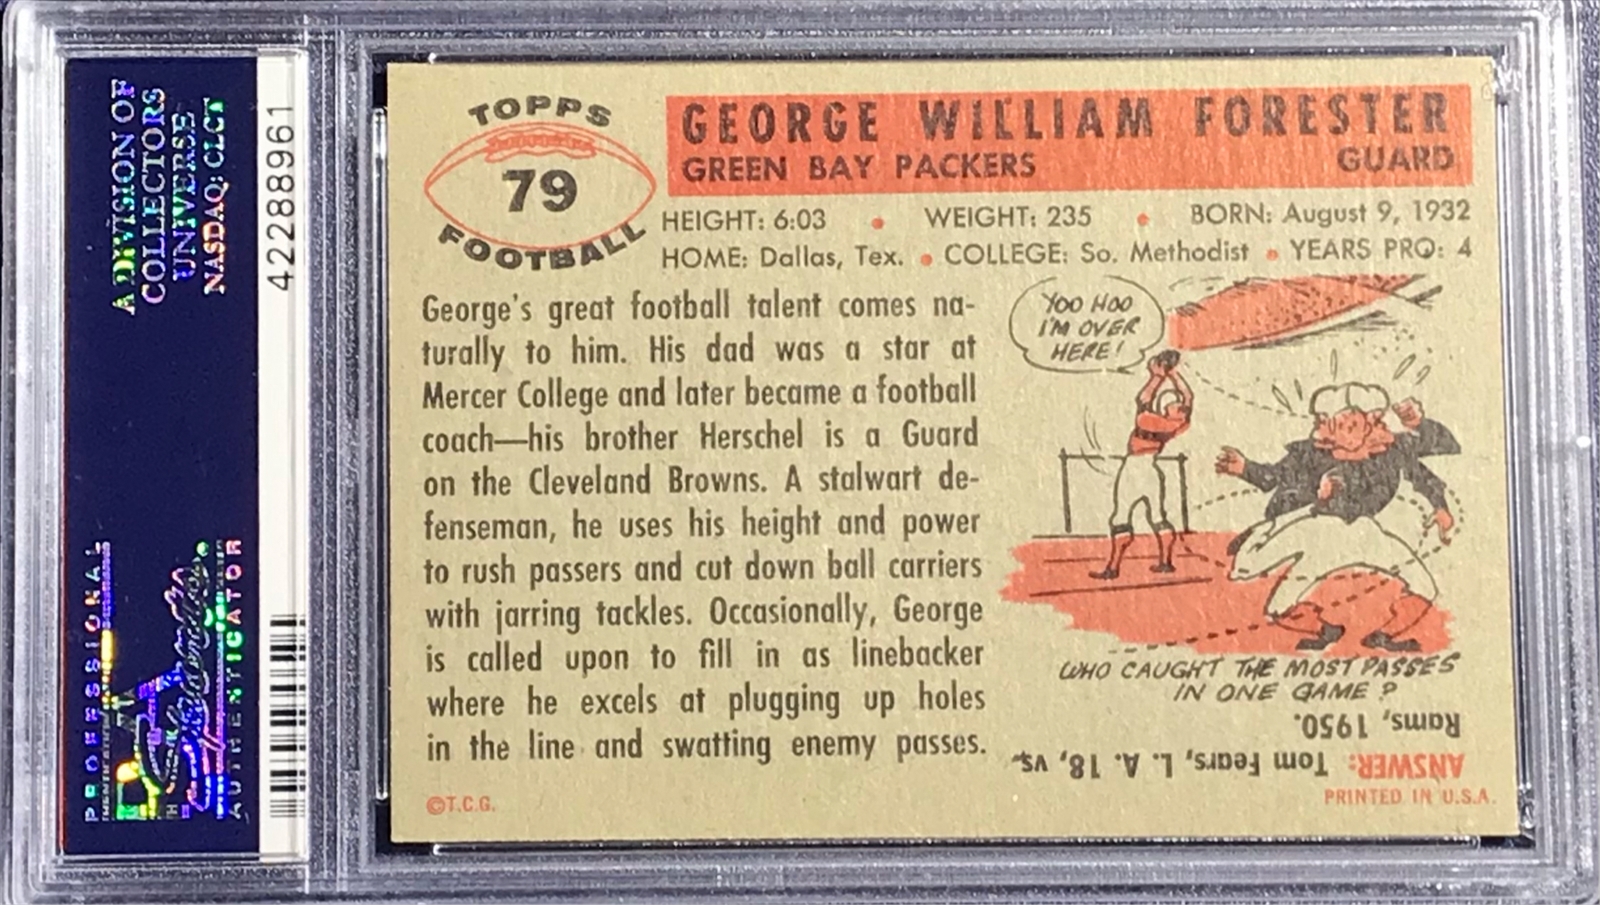 A DIVISION OF
COLLECTORS
UNIVERSE
NASDAQ: CLCT
PROFESSIONAL
AUTHENTICATOR
42288961
TOPPS
79
FOOTBALL
GEORGE WILLIAM FORESTER
GREEN BAY PACKERS GUARD
HEIGHT: 6:03 • WEIGHT: 235 • BORN: August 9, 1932
HOME: Dallas, Tex. • COLLEGE: So. Methodist • YEARS PRO: 4
George's great football talent comes na-
turally to him. His dad was a star at
Mercer College and later became a football
coach—his brother Herschel is a Guard
on the Cleveland Browns. A stalwart de-
fenseman, he uses his height and power
to rush passers and cut down ball carriers
with jarring tackles. Occasionally, George
is called upon to fill in as linebacker
where he excels at plugging up holes
in the line and swatting enemy passes.
©T.C.G.
YOO HOO
I'M OVER
HERE!
WHO CAUGHT THE MOST PASSES
IN ONE GAME?
ANSWER: Tom Fears, L. A. 18, vs.
Rams, 1950.
PRINTED IN U.S.A.